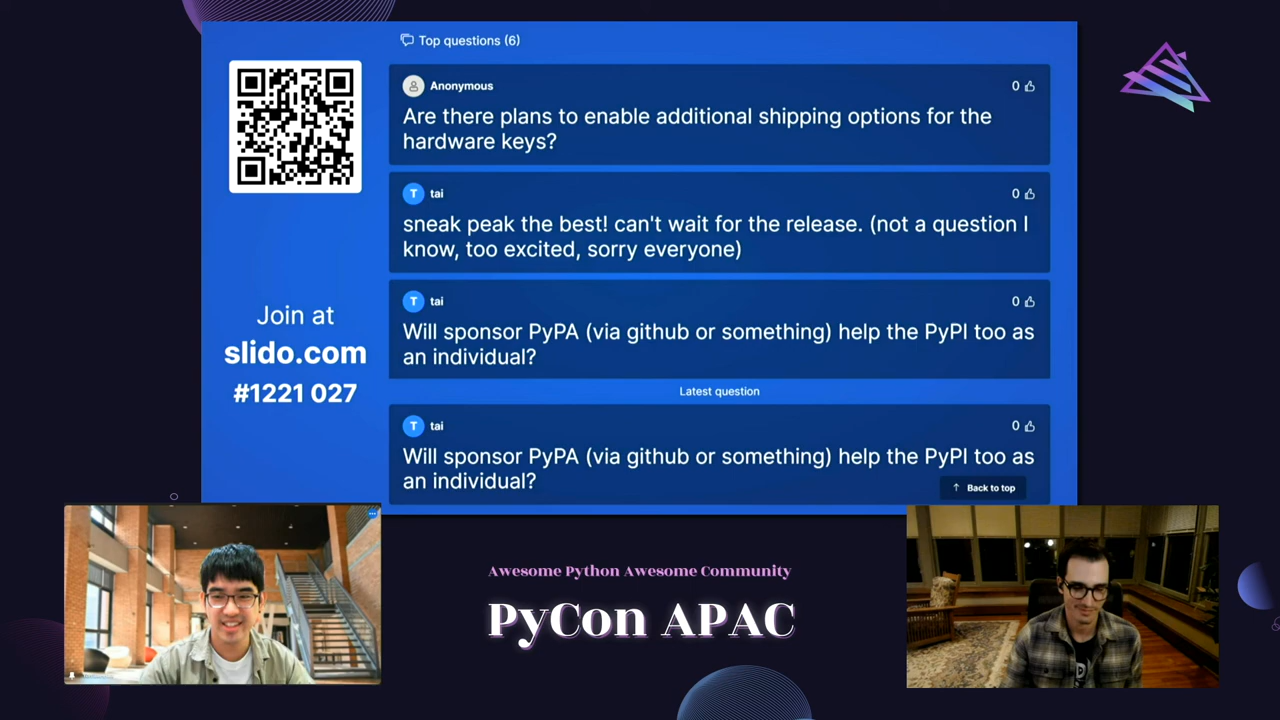 Top questions (6)
Anonymous
0
Are there plans to enable additional shipping options for the
hardware keys?
T tai
0
sneak peak the best! can't wait for the release. (not a question I
know, too excited, sorry everyone)
T tai
0
Will sponsor PyPA (via github or something) help the PyPI too as
an individual?
Latest question
T tai
0
Will sponsor PyPA (via github or something) help the PyPI too as
an individual?
Back to top
Join at
slido.com
#1221 027
Awesome Python Awesome Community
PyCon APAC